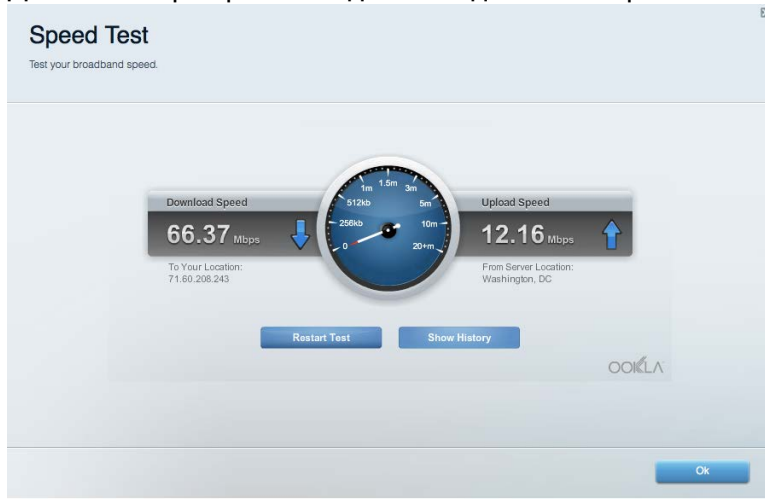 Speed Test
Test your broadband speed.
Download Speed
66.37 Mbps
To Your Location:
71.60.208.243
0
256kb
512kb
1m
1.5m
3m
5m
10m
20+m
Upload Speed
12.16 Mbps
From Server Location:
Washington, DC
Restart Test
Show History
OOKLA
Ok